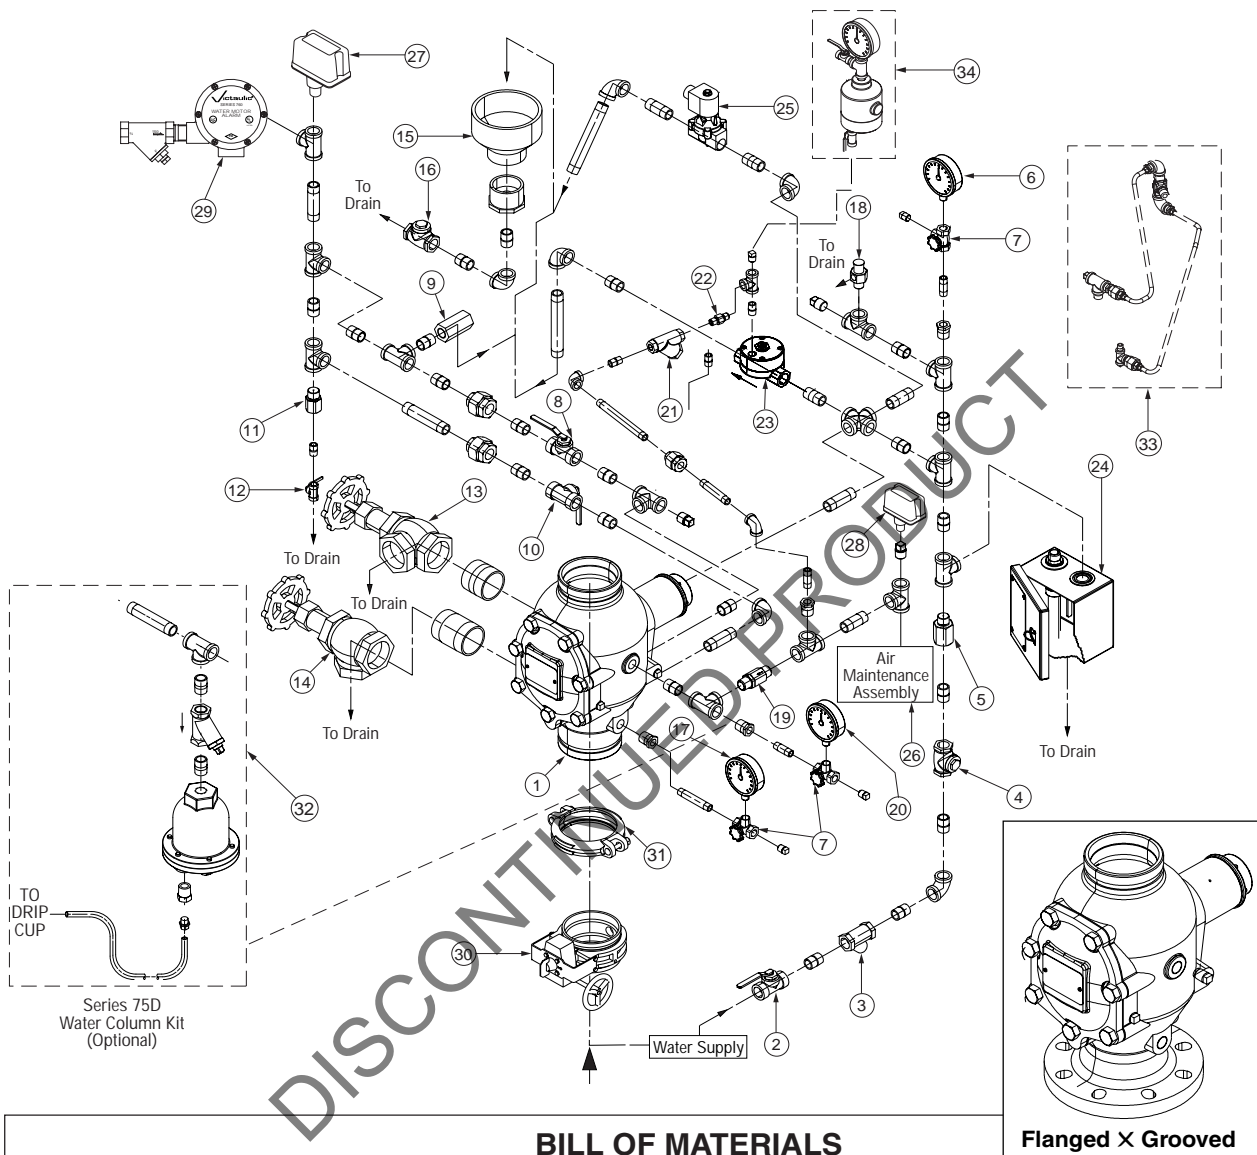 27
34
Victaulic
SERIES 760
WATER MOTOR
ALARM
25
15
16
To
Drain
29
6
18
7
To
Drain
22
9
8
21
23
11
33
24
12
13
10
28
To Drain
To Drain
14
To Drain
Air
Maintenance
Assembly
5
19
17
26
To Drain
1
20
4
32
31
7
TO
DRIP
CUP
30
3
2
Water Supply
Series 75D
Water Column Kit
(Optional)
DISCONTINUED PRODUCT
BILL OF MATERIALS
Flanged X Grooved